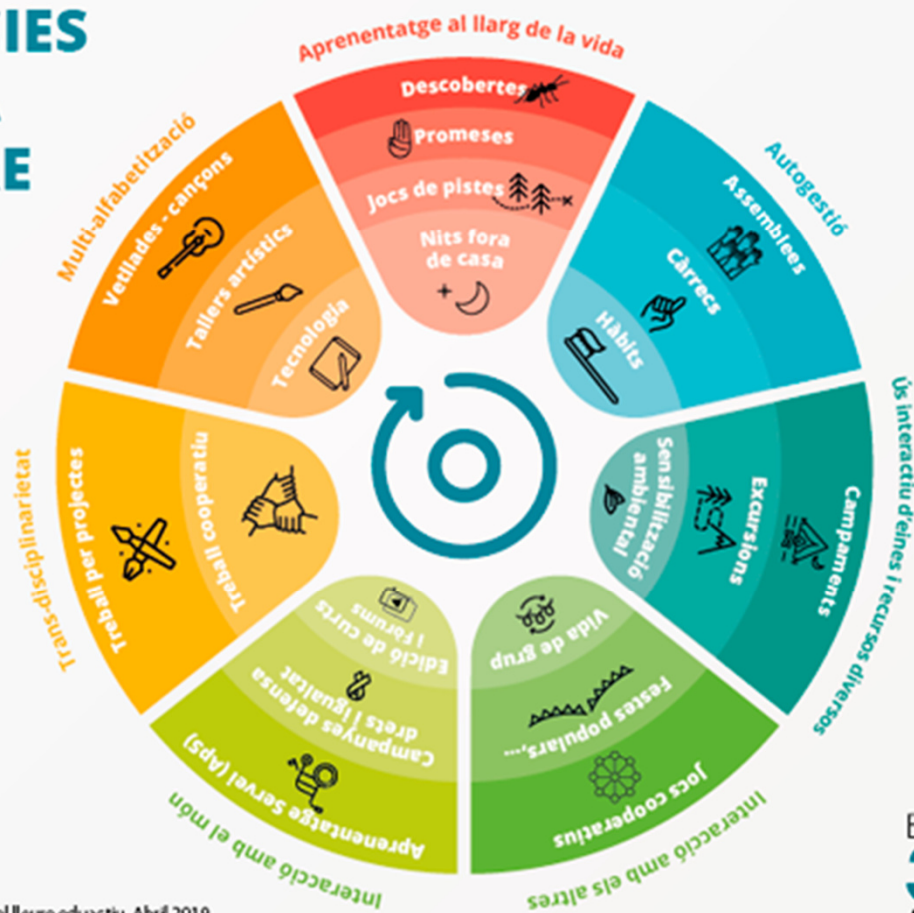 IES
E
Aprenentatge al llarg de la vida
Descobertes
Promeses
Jocs de pistes
Nits fora
de casa
Autogestió
Assemblees
Càrrecs
Hàbits
Ús interactiu d'eines i recursos diversos
Campaments
Excursions
Sensibilització
ambiental
Interacció amb els altres
Jocs cooperatius
Festes populars,...
Vida de grup
Interacció amb el món
Aprenentatge Servei (Aps)
Campanyes defensa
drets i Igualtat
Edició de curts
i Fòrums
Trans-disciplinarietat
Treball per projectes
Treball cooperatiu
Multi-alfabetització
Vetllades - cançons
Tallers artístics
Tecnologia
Abril 2019